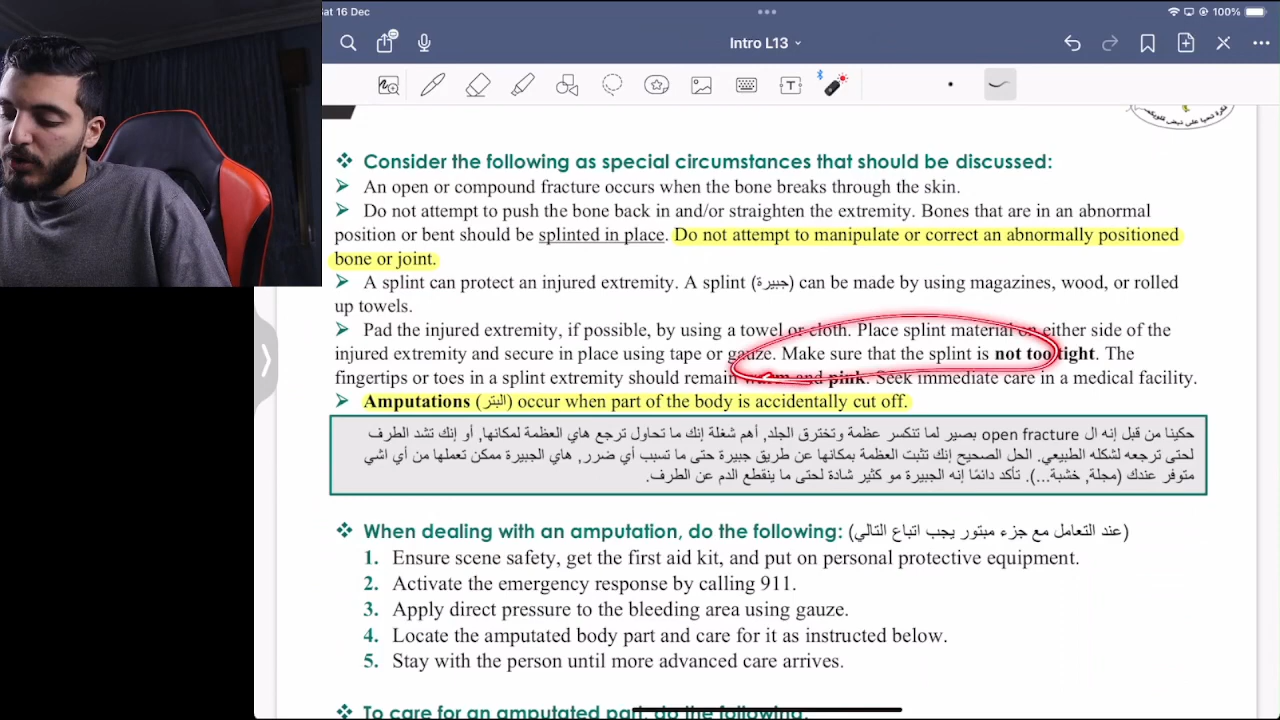 Sat 16 Dec
100%
Intro L13
❖ Consider the following as special circumstances that should be discussed:
➢ An open or compound fracture occurs when the bone breaks through the skin.
➢ Do not attempt to push the bone back in and/or straighten the extremity. Bones that are in an abnormal
position or bent should be splinted in place. Do not attempt to manipulate or correct an abnormally positioned
bone or joint.
➢ A splint can protect an injured extremity. A splint (جبيرة) can be made by using magazines, wood, or rolled
up towels.
➢ Pad the injured extremity, if possible, by using a towel or cloth. Place splint material on either side of the
injured extremity and secure in place using tape or gauze. Make sure that the splint is not too tight. The
fingertips or toes in a splint extremity should remain warm and pink. Seek immediate care in a medical facility.
➢ Amputations (البتر) occur when part of the body is accidentally cut off.
حكينا من قبل إنه ال open fracture بصير لما تنكسر عظمة وتخترق الجلد, أهم شغلة إنك ما تحاول ترجع هاي العظمة لمكانها, أو إنك تشد الطرف
لحتى ترجعه لشكله الطبيعي. الحل الصحيح إنك تثبت العظمة بمكانها عن طريق جبيرة حتى ما تسبب أي ضرر, هاي الجبيرة ممكن تعملها من أي اشي
متوفر عندك (مجلة, خشبة...). تأكد دائمًا إنه الجبيرة مو كثير شادة لحتى ما ينقطع الدم عن الطرف.
❖ When dealing with an amputation, do the following: (عند التعامل مع جزء مبتور يجب اتباع التالي)
1. Ensure scene safety, get the first aid kit, and put on personal protective equipment.
2. Activate the emergency response by calling 911.
3. Apply direct pressure to the bleeding area using gauze.
4. Locate the amputated body part and care for it as instructed below.
5. Stay with the person until more advanced care arrives.
❖ To care for an amputated part, do the following: